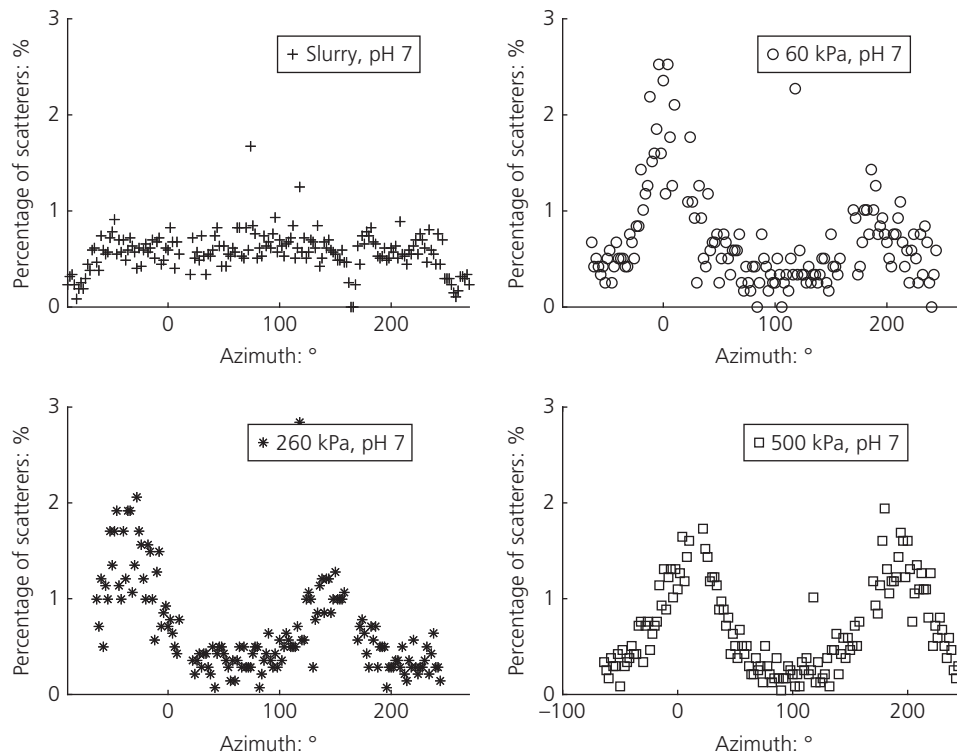 Percentage of scatterers: %
3
2
1
0
+ Slurry, pH 7
0 100 200
Azimuth: °
Percentage of scatterers: %
3
2
1
0
60 kPa, pH 7
0 100 200
Azimuth: °
Percentage of scatterers: %
3
2
1
0
260 kPa, pH 7
0 100 200
Azimuth: °
Percentage of scatterers: %
3
2
1
0
500 kPa, pH 7
−100 0 100 200
Azimuth: °